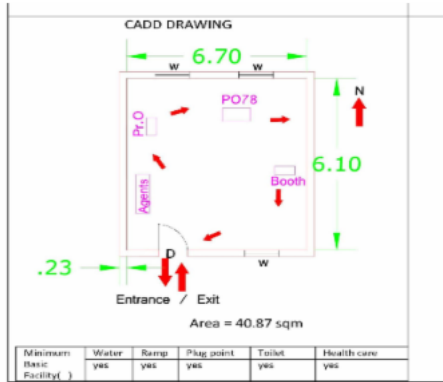 CADD DRAWING
6.70
W
W
N
PO78
Pr.O
6.10
Booth
Agents
D
W
.23
Entrance / Exit
Area = 40.87 sqm
Minimum Basic Facility( ) Water Ramp Plug point Toilet Health care
yes yes yes yes yes